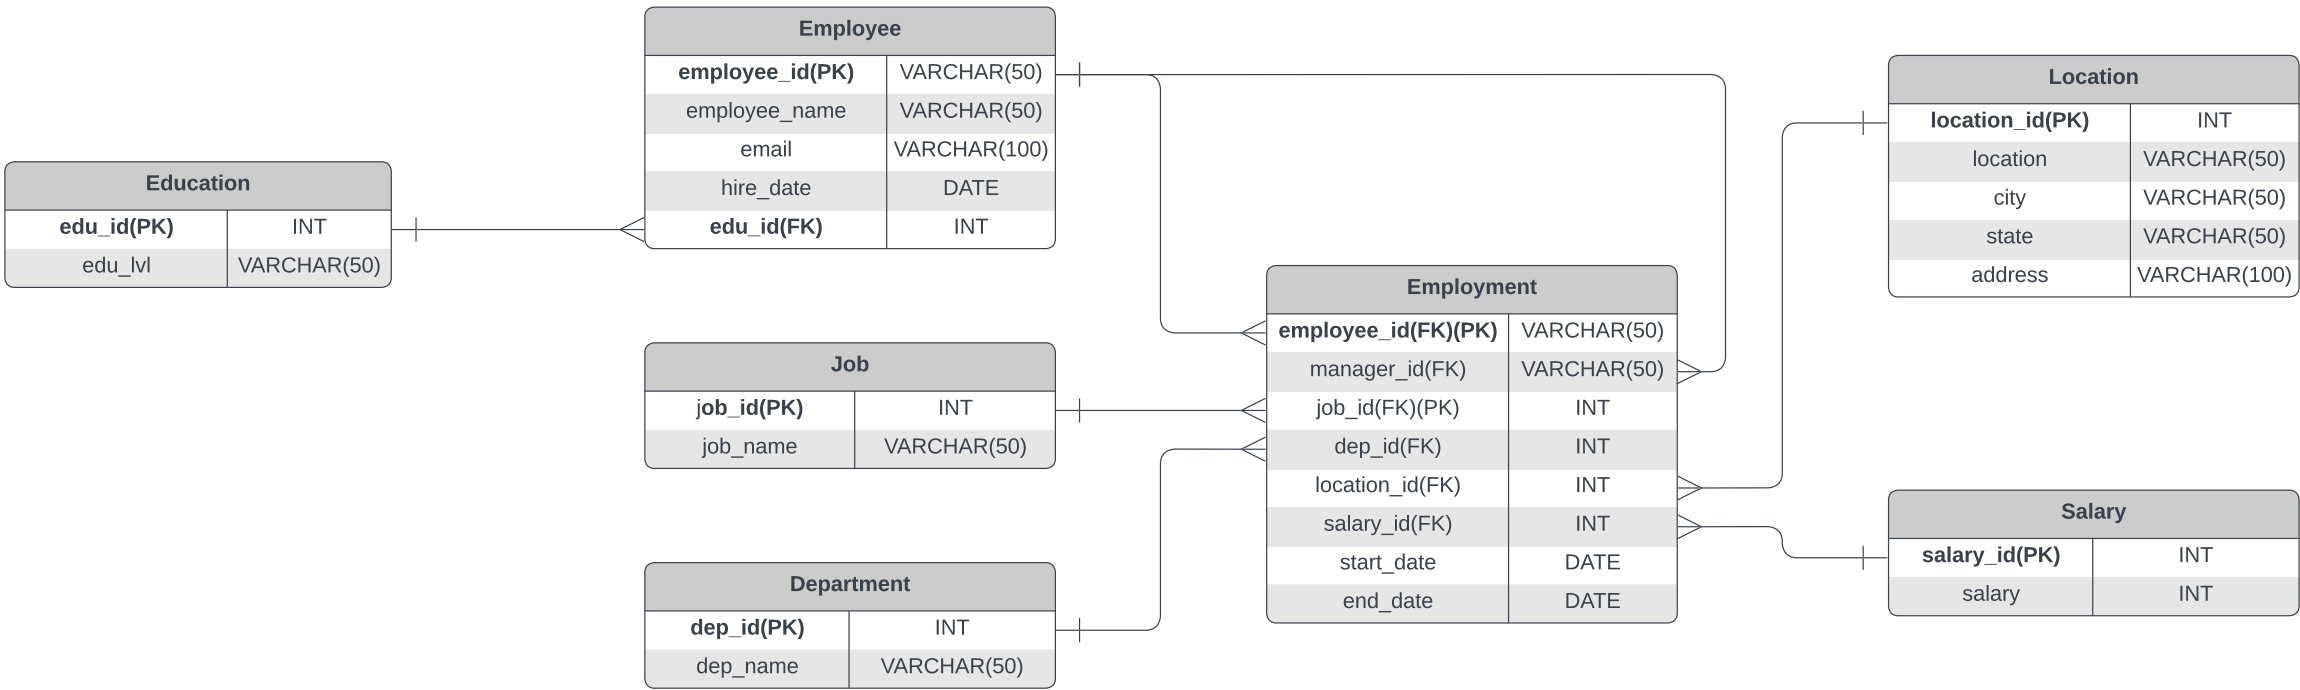 Employee
employee_id(PK) VARCHAR(50)
employee_name VARCHAR(50)
email VARCHAR(100)
hire_date DATE
edu_id(FK) INT
Education
edu_id(PK) INT
edu_lvl VARCHAR(50)
Job
job_id(PK) INT
job_name VARCHAR(50)
Department
dep_id(PK) INT
dep_name VARCHAR(50)
Employment
employee_id(FK)(PK) VARCHAR(50)
manager_id(FK) VARCHAR(50)
job_id(FK)(PK) INT
dep_id(FK) INT
location_id(FK) INT
salary_id(FK) INT
start_date DATE
end_date DATE
Location
location_id(PK) INT
location VARCHAR(50)
city VARCHAR(50)
state VARCHAR(50)
address VARCHAR(100)
Salary
salary_id(PK) INT
salary INT